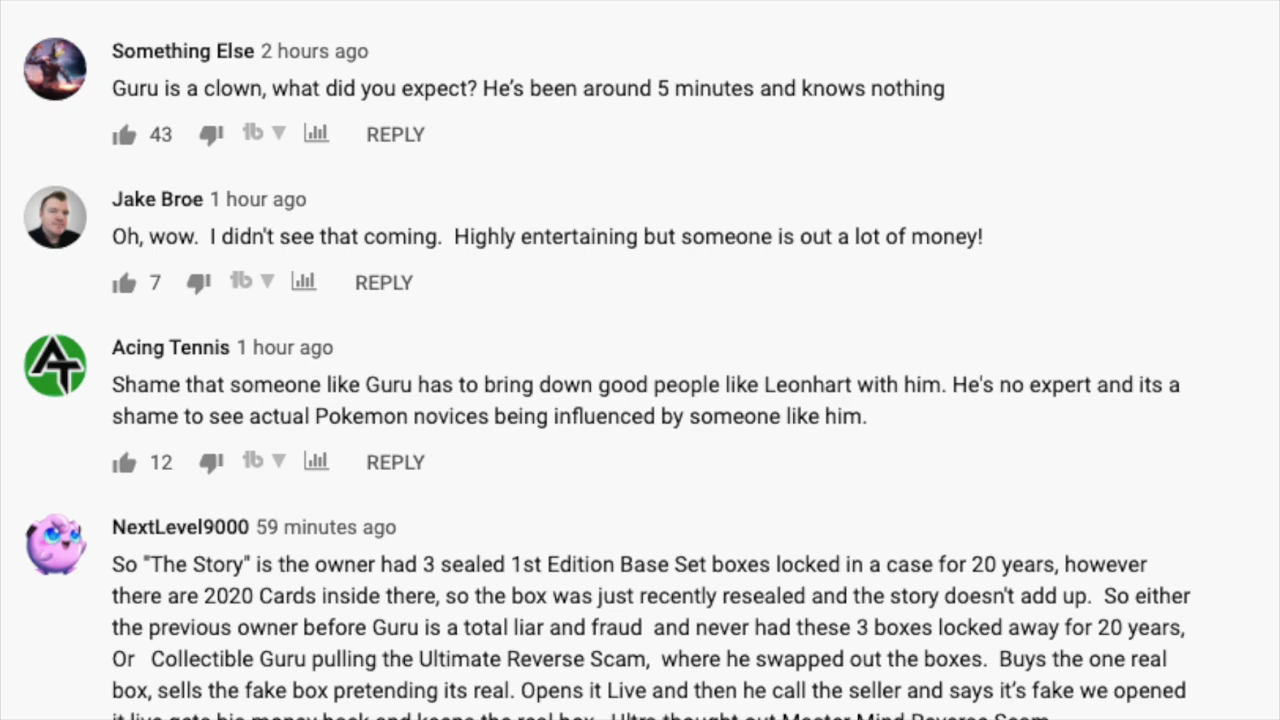 Something Else 2 hours ago
Guru is a clown, what did you expect? He’s been around 5 minutes and knows nothing
43 REPLY
Jake Broe 1 hour ago
Oh, wow.  I didn't see that coming.  Highly entertaining but someone is out a lot of money!
7 REPLY
AT
Acing Tennis 1 hour ago
Shame that someone like Guru has to bring down good people like Leonhart with him. He's no expert and its a
shame to see actual Pokemon novices being influenced by someone like him.
12 REPLY
NextLevel9000 59 minutes ago
So "The Story" is the owner had 3 sealed 1st Edition Base Set boxes locked in a case for 20 years, however
there are 2020 Cards inside there, so the box was just recently resealed and the story doesn't add up.  So either
the previous owner before Guru is a total liar and fraud  and never had these 3 boxes locked away for 20 years,
Or   Collectible Guru pulling the Ultimate Reverse Scam,  where he swapped out the boxes.  Buys the one real
box, sells the fake box pretending its real. Opens it Live and then he call the seller and says it’s fake we opened